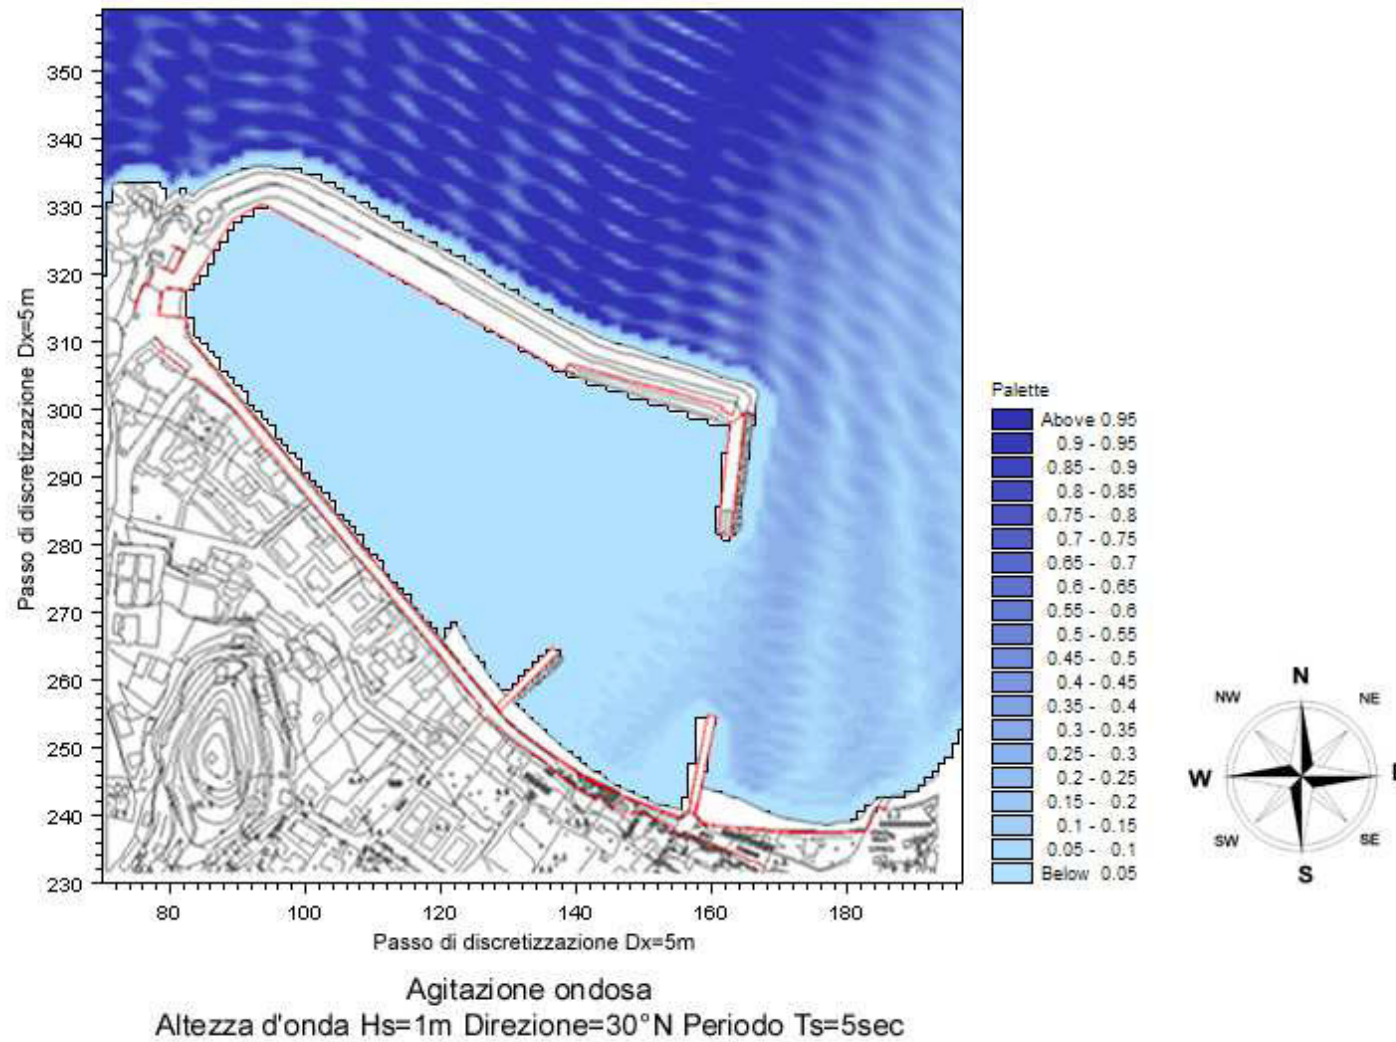 Passo di discretizzazione Dx=5m
350
340
330
320
310
300
290
280
270
260
250
240
230
80 100 120 140 160 180
Passo di discretizzazione Dx=5m
Palette
Above 0.95
0.9 - 0.95
0.85 - 0.9
0.8 - 0.85
0.75 - 0.8
0.7 - 0.75
0.65 - 0.7
0.6 - 0.65
0.55 - 0.6
0.5 - 0.55
0.45 - 0.5
0.4 - 0.45
0.35 - 0.4
0.3 - 0.35
0.25 - 0.3
0.2 - 0.25
0.15 - 0.2
0.1 - 0.15
0.05 - 0.1
Below 0.05
N
NW NE
W
SW SE
S
Agitazione ondosa
Altezza d'onda Hs=1m Direzione=30°N Periodo Ts=5sec